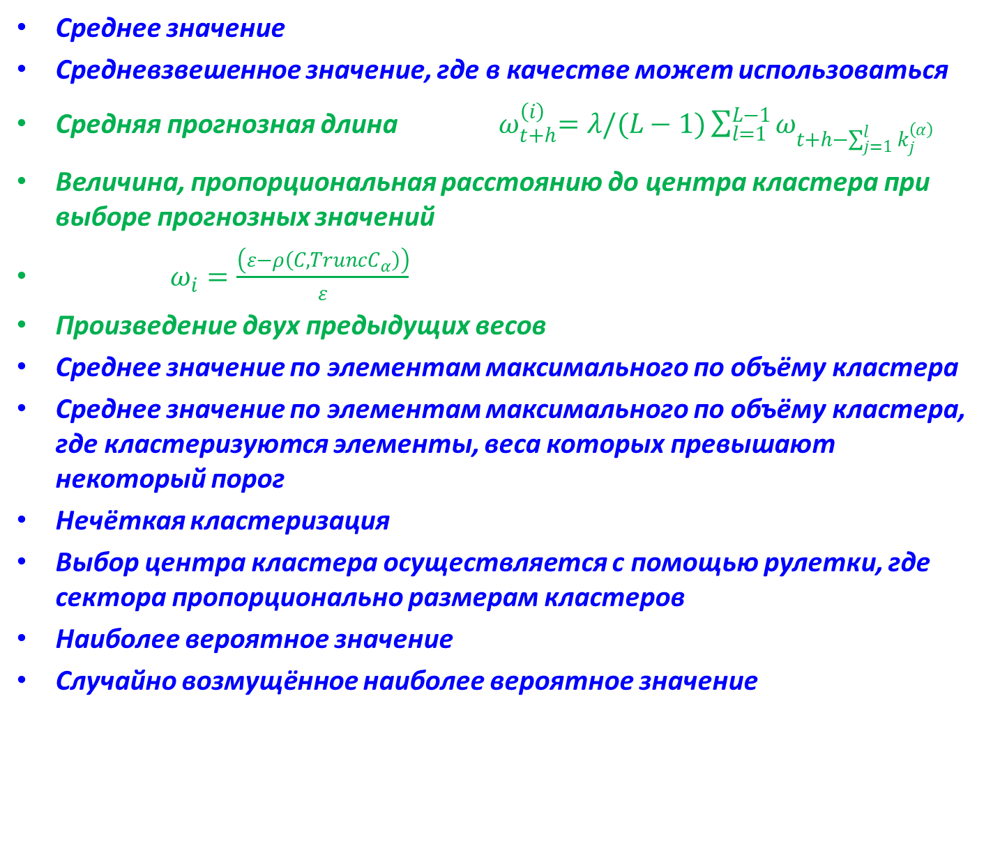 • Среднее значение
• Средневзвешенное значение, где в качестве может использоваться
• Средняя прогнозная длина $\omega_{t+h}^{(i)} = \lambda/(L-1)\sum_{l=1}^{L-1}\omega_{t+h-\sum_{j=1}^{l}k_j^{(\alpha)}}$
• Величина, пропорциональная расстоянию до центра кластера при
выборе прогнозных значений
• $\omega_i = \frac{(\varepsilon-\rho(C,TruncC_\alpha))}{\varepsilon}$
• Произведение двух предыдущих весов
• Среднее значение по элементам максимального по объёму кластера
• Среднее значение по элементам максимального по объёму кластера,
где кластеризуются элементы, веса которых превышают
некоторый порог
• Нечёткая кластеризация
• Выбор центра кластера осуществляется с помощью рулетки, где
сектора пропорционально размерам кластеров
• Наиболее вероятное значение
• Случайно возмущённое наиболее вероятное значение